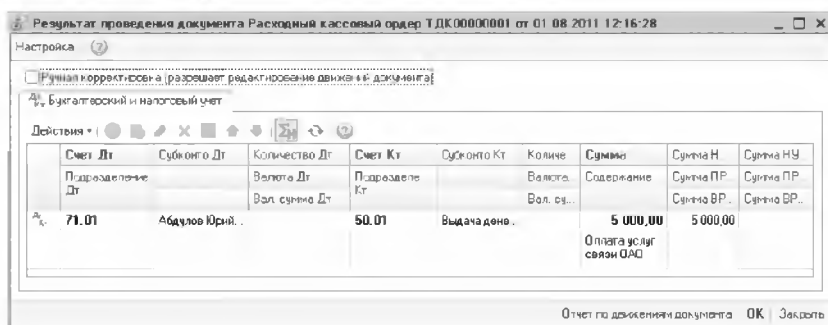 Результат проведения документа Расходный кассовый ордер ТДК00000001 от 01.08.2011 12:16:28
Настройка
Ручная корректировка (разрешает редактирование движений документа)
Бухгалтерский и налоговый учет
Действия
Счет Дт Субконто Дт Количество Дт Счет Кт Субконто Кт Количе Сумма Сумма Н... Сумма НУ...
Подразделение Дт Валюта Дт Подразделе Кт Валюта... Содержание Сумма ПР... Сумма ПР...
Вал. сумма Дт Вал. су... Сумма ВР... Сумма ВР...
71.01 Абдулов Юрий... 50.01 Выдача дене... 5 000,00 5 000,00
Оплата услуг
связи ОАО
Отчет по движениям документа OK Закрыть